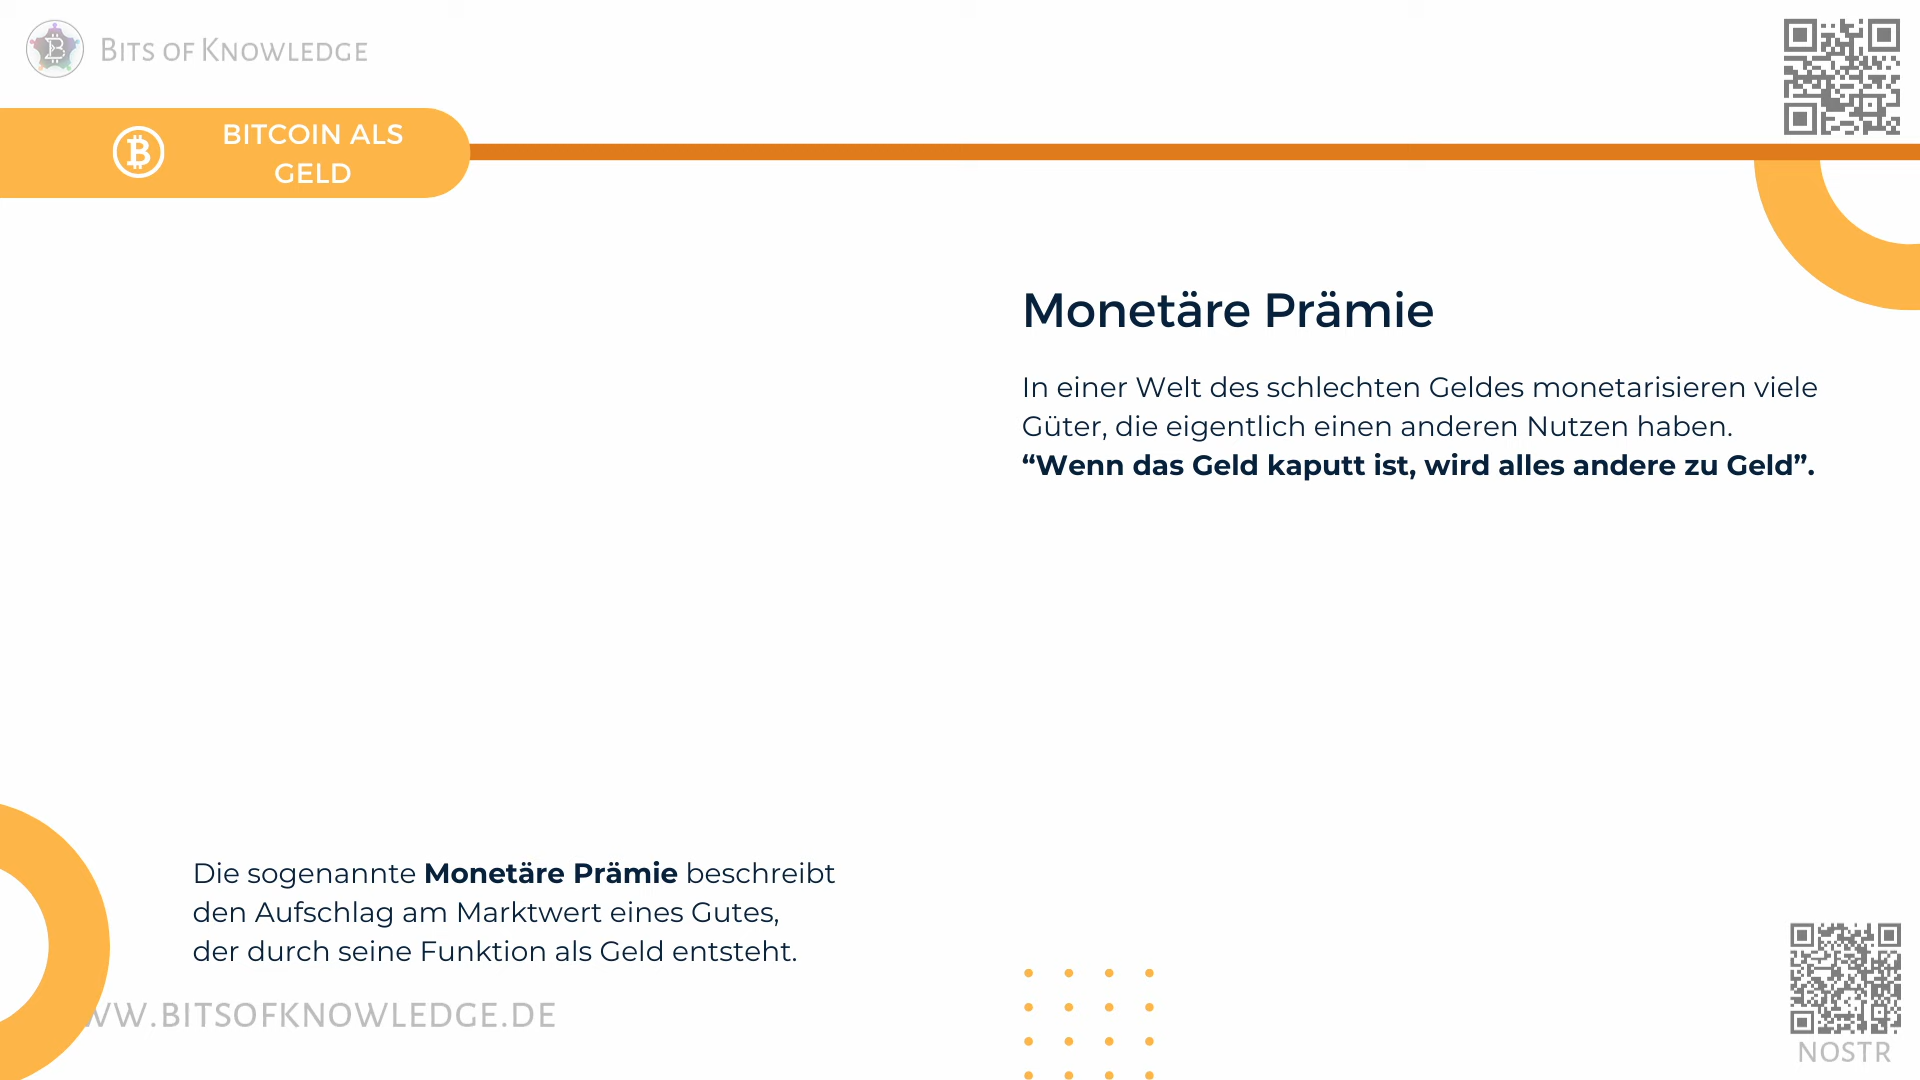 Bits of Knowledge
BITCOIN ALS
GELD
Monetäre Prämie
In einer Welt des schlechten Geldes monetarisieren viele
Güter, die eigentlich einen anderen Nutzen haben.
“Wenn das Geld kaputt ist, wird alles andere zu Geld”.
Die sogenannte Monetäre Prämie beschreibt
den Aufschlag am Marktwert eines Gutes,
der durch seine Funktion als Geld entsteht.
WW.BITSOFKNOWLEDGE.DE
NOSTR